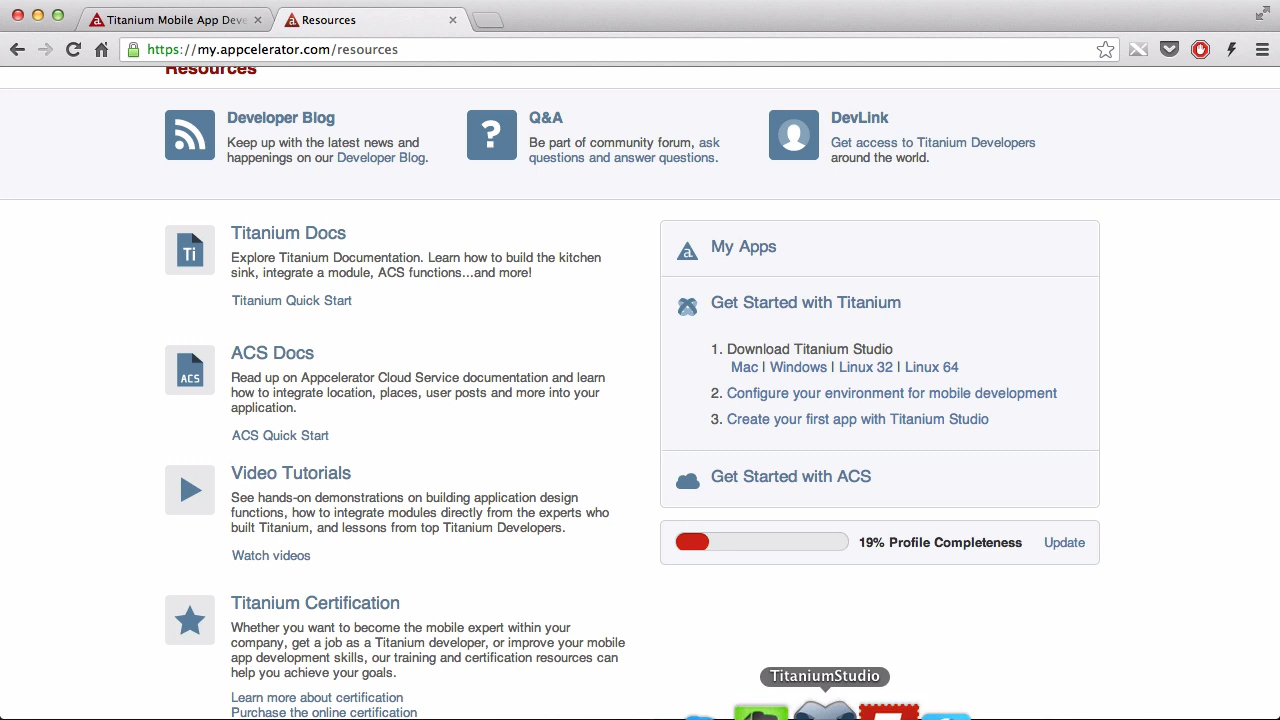 Titanium Mobile App Deve
Resources
https://my.appcelerator.com/resources
Resources
Developer Blog
Keep up with the latest news and
happenings on our Developer Blog.
Q&A
Be part of community forum, ask
questions and answer questions.
DevLink
Get access to Titanium Developers
around the world.
Ti
Titanium Docs
Explore Titanium Documentation. Learn how to build the kitchen
sink, integrate a module, ACS functions...and more!
Titanium Quick Start
ACS
ACS Docs
Read up on Appcelerator Cloud Service documentation and learn
how to integrate location, places, user posts and more into your
application.
ACS Quick Start
Video Tutorials
See hands-on demonstrations on building application design
functions, how to integrate modules directly from the experts who
built Titanium, and lessons from top Titanium Developers.
Watch videos
Titanium Certification
Whether you want to become the mobile expert within your
company, get a job as a Titanium developer, or improve your mobile
app development skills, our training and certification resources can
help you achieve your goals.
Learn more about certification
Purchase the online certification
My Apps
Get Started with Titanium
1. Download Titanium Studio
Mac | Windows | Linux 32 | Linux 64
2. Configure your environment for mobile development
3. Create your first app with Titanium Studio
Get Started with ACS
19% Profile Completeness
Update
TitaniumStudio